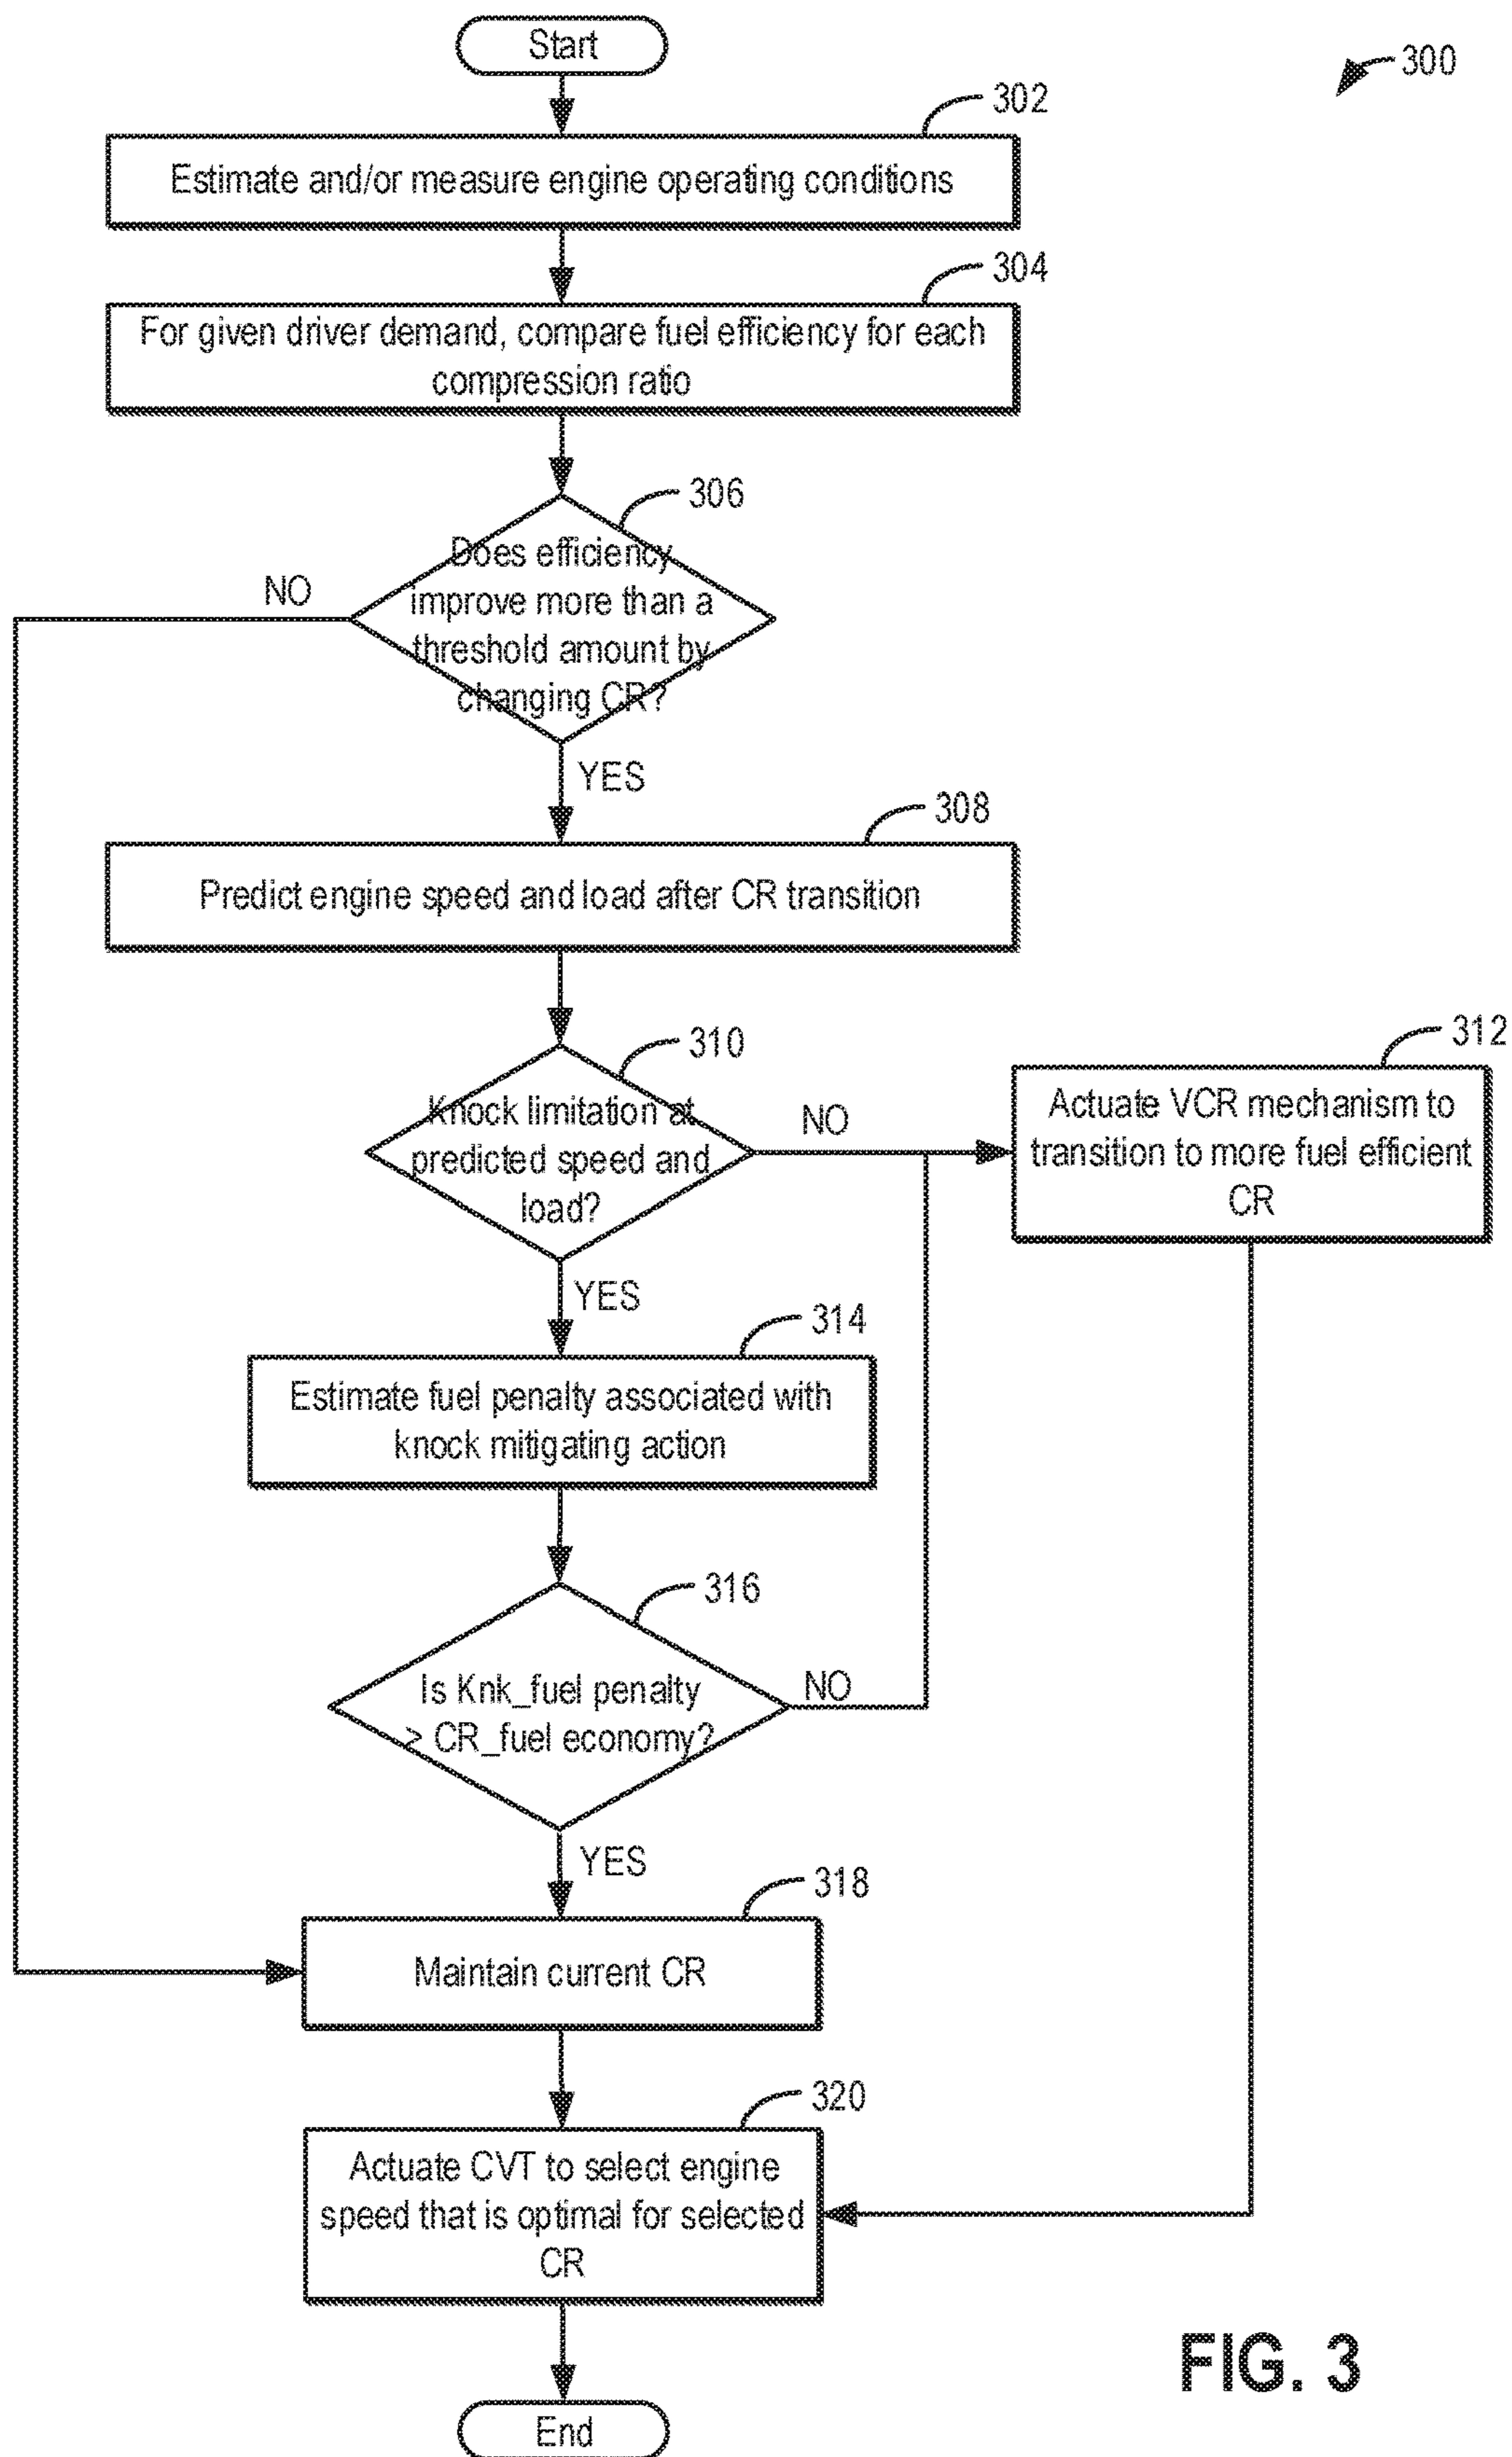 Start
300
302
Estimate and/or measure engine operating conditions
304
For given driver demand, compare fuel efficiency for each
compression ratio
306
Does efficiency
improve more than a
threshold amount by
changing CR?
NO
YES
308
Predict engine speed and load after CR transition
310
Knock limitation at
predicted speed and
load?
NO
312
Actuate VCR mechanism to
transition to more fuel efficient
CR
YES
314
Estimate fuel penalty associated with
knock mitigating action
316
Is Knk_fuel penalty
> CR_fuel economy?
NO
YES
318
Maintain current CR
320
Actuate CVT to select engine
speed that is optimal for selected
CR
End
FIG. 3